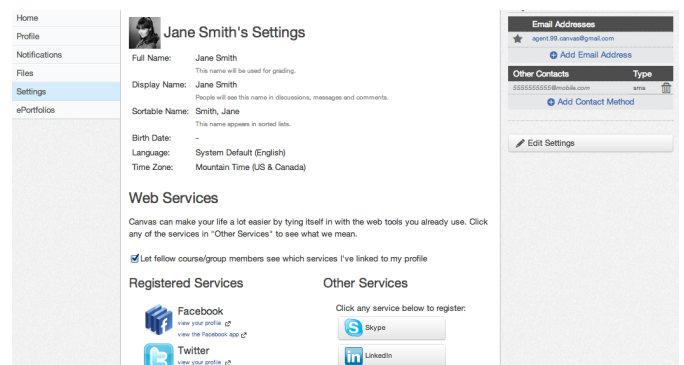 Home
Profile
Notifications
Files
Settings
ePortfolios
Jane Smith's Settings
Full Name: Jane Smith
This name will be used for grading.
Display Name: Jane Smith
People will see this name in discussions, messages and comments.
Sortable Name: Smith, Jane
This name appears in sorted lists.
Birth Date: -
Language: System Default (English)
Time Zone: Mountain Time (US & Canada)
Web Services
Canvas can make your life a lot easier by tying itself in with the web tools you already use. Click
any of the services in "Other Services" to see what we mean.
Let fellow course/group members see which services I've linked to my profile
Registered Services
Facebook
view your profile
view the Facebook app
Twitter
view your profile
Other Services
Click any service below to register:
Skype
LinkedIn
Email Addresses
agent.99.canvas@gmail.com
Add Email Address
Other Contacts Type
5555555555@mobile.com sms
Add Contact Method
Edit Settings